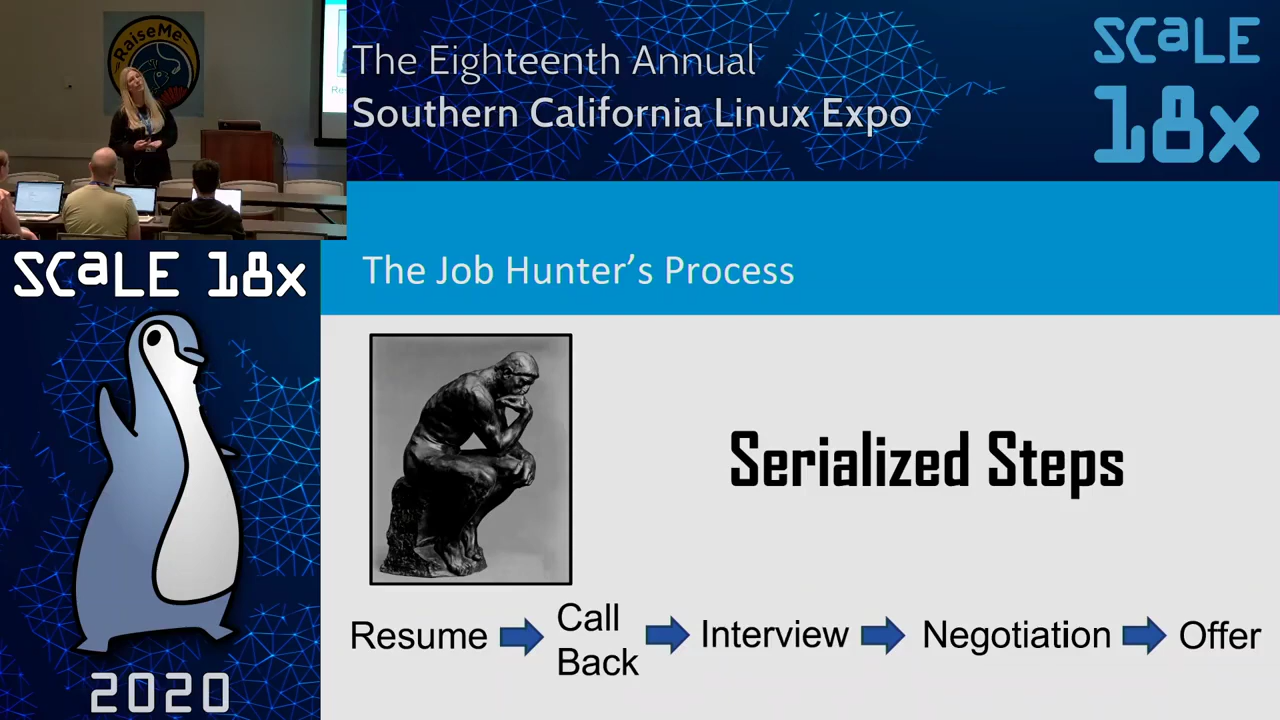 RaiseMe
The Eighteenth Annual
Southern California Linux Expo
SCaLE
18x
SCaLE 18x
2020
The Job Hunter’s Process
Serialized Steps
Resume
Call
Back
Interview
Negotiation
Offer